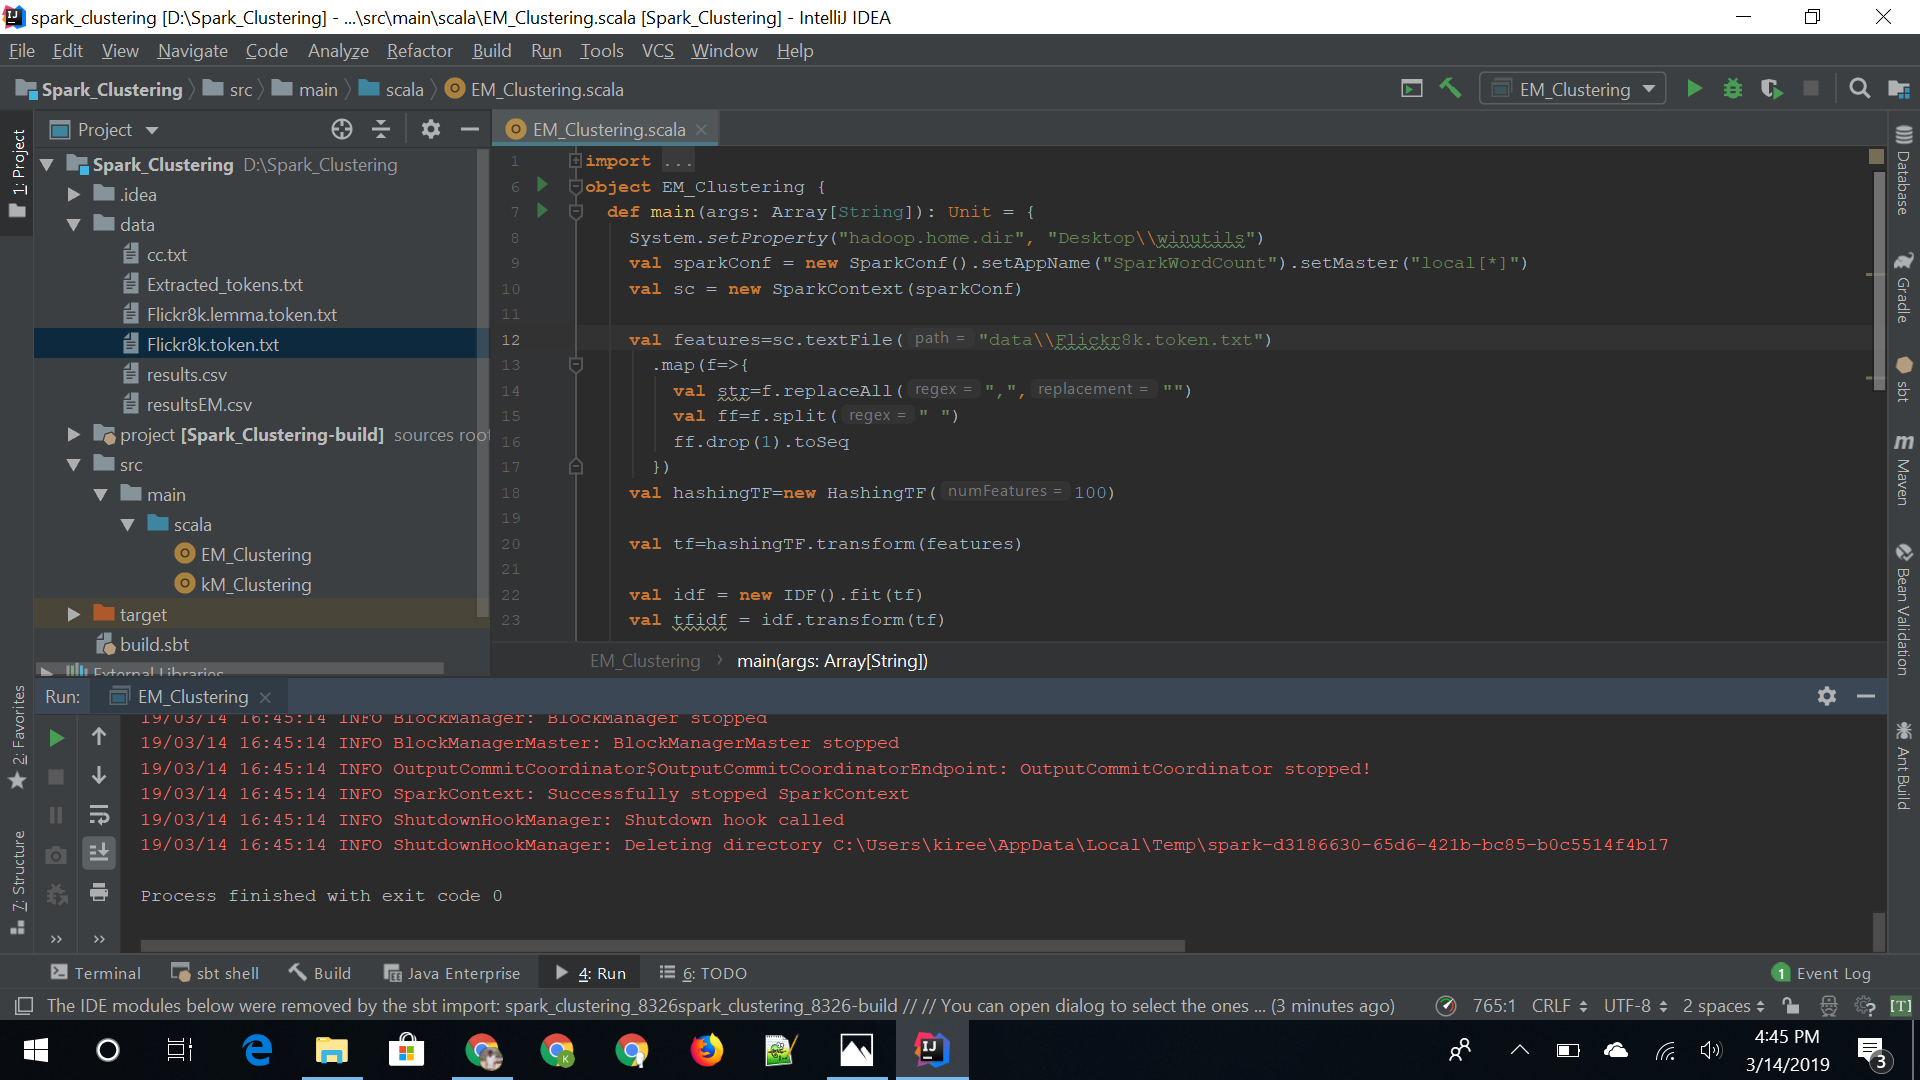 spark_clustering [D:\Spark_Clustering] - ...\src\main\scala\EM_Clustering.scala [Spark_Clustering] - IntelliJ IDEA
File Edit View Navigate Code Analyze Refactor Build Run Tools VCS Window Help
Spark_Clustering src main scala EM_Clustering.scala EM_Clustering
Project EM_Clustering.scala
1: Project
Spark_Clustering D:\Spark_Clustering
.idea
data
cc.txt
Extracted_tokens.txt
Flickr8k.lemma.token.txt
Flickr8k.token.txt
results.csv
resultsEM.csv
project [Spark_Clustering-build] sources root
src
main
scala
EM_Clustering
kM_Clustering
target
build.sbt
External Libraries
1 import ...
6 object EM_Clustering {
7 def main(args: Array[String]): Unit = {
8 System.setProperty("hadoop.home.dir", "Desktop\\winutils")
9 val sparkConf = new SparkConf().setAppName("SparkWordCount").setMaster("local[*]")
10 val sc = new SparkContext(sparkConf)
11
12 val features=sc.textFile( path = "data\\Flickr8k.token.txt")
13 .map(f=>{
14 val str=f.replaceAll( regex = ",", replacement = "")
15 val ff=f.split( regex = " ")
16 ff.drop(1).toSeq
17 })
18 val hashingTF=new HashingTF( numFeatures = 100)
19
20 val tf=hashingTF.transform(features)
21
22 val idf = new IDF().fit(tf)
23 val tfidf = idf.transform(tf)
EM_Clustering › main(args: Array[String])
Database
Gradle
sbt
Maven
Bean Validation
Ant Build
2: Favorites
7: Structure
Run: EM_Clustering
19/03/14 16:45:14 INFO BlockManager: BlockManager stopped
19/03/14 16:45:14 INFO BlockManagerMaster: BlockManagerMaster stopped
19/03/14 16:45:14 INFO OutputCommitCoordinator$OutputCommitCoordinatorEndpoint: OutputCommitCoordinator stopped!
19/03/14 16:45:14 INFO SparkContext: Successfully stopped SparkContext
19/03/14 16:45:14 INFO ShutdownHookManager: Shutdown hook called
19/03/14 16:45:14 INFO ShutdownHookManager: Deleting directory C:\Users\kiree\AppData\Local\Temp\spark-d3186630-65d6-421b-bc85-b0c5514f4b17
Process finished with exit code 0
Terminal sbt shell Build Java Enterprise 4: Run 6: TODO 1 Event Log
The IDE modules below were removed by the sbt import: spark_clustering_8326spark_clustering_8326-build // // You can open dialog to select the ones ... (3 minutes ago) 765:1 CRLF UTF-8 2 spaces [T]
4:45 PM
3/14/2019
3